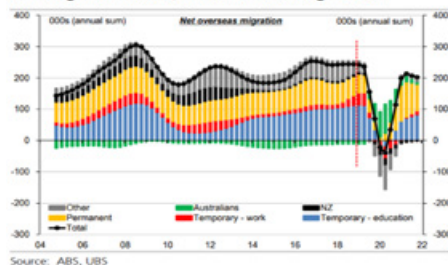 000s (annual sum) Net overseas migration 000s (annual sum)
400 400
300 300
200 200
100 100
0 0
-100 -100
-200 -200
-300 -300
Other Australians NZ
Permanent Temporary - work Temporary - education
Total
04 06 08 10 12 14 16 18 20 22
Source: ABS, UBS